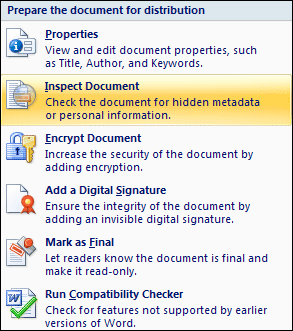 Prepare the document for distribution
Properties
View and edit document properties, such
as Title, Author, and Keywords.
Inspect Document
Check the document for hidden metadata
or personal information.
Encrypt Document
Increase the security of the document by
adding encryption.
Add a Digital Signature
Ensure the integrity of the document by
adding an invisible digital signature.
Mark as Final
Let readers know the document is final and
make it read-only.
Run Compatibility Checker
Check for features not supported by earlier
versions of Word.